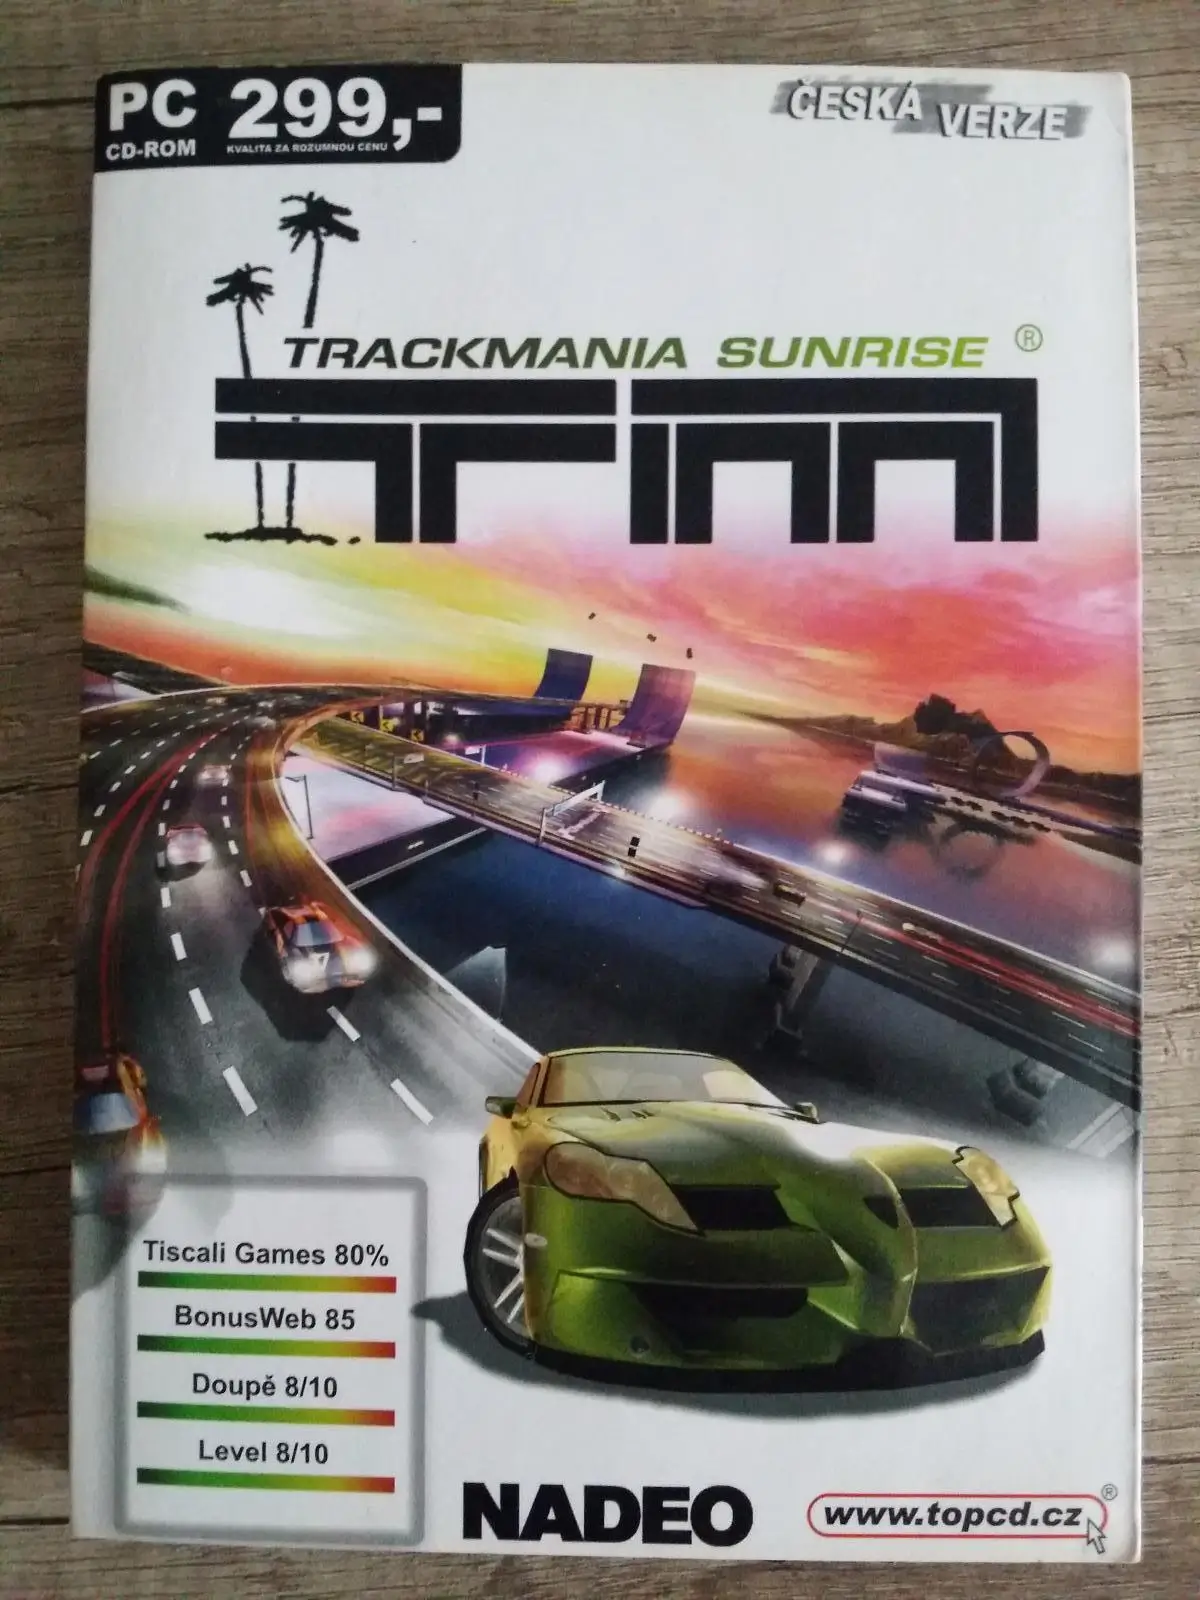 PC 299,-
CD-ROM KVALITA ZA ROZUMNOU CENU
ČESKÁ VERZE
TRACKMANIA SUNRISE ®
TM
Tiscali Games 80%
BonusWeb 85
Doupě 8/10
Level 8/10
NADEO
www.topcd.cz ®